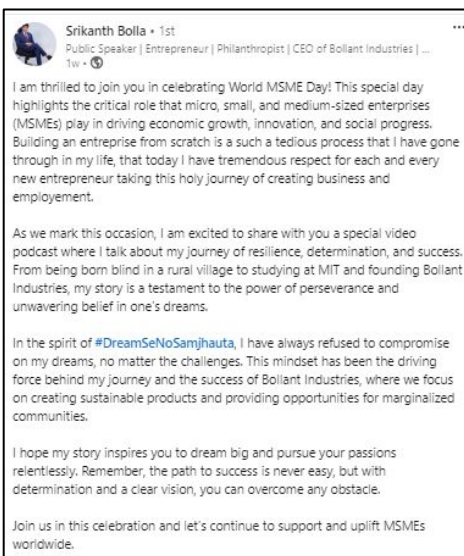 Srikanth Bolla • 1st
...
Public Speaker | Entrepreneur | Philanthropist | CEO of Bollant Industries | ...
1w •
I am thrilled to join you in celebrating World MSME Day! This special day
highlights the critical role that micro, small, and medium-sized enterprises
(MSMEs) play in driving economic growth, innovation, and social progress.
Building an entreprise from scratch is a such a tedious process that I have gone
through in my life, that today I have tremendous respect for each and every
new entrepreneur taking this holy journey of creating business and
employement.
As we mark this occasion, I am excited to share with you a special video
podcast where I talk about my journey of resilience, determination, and success.
From being born blind in a rural village to studying at MIT and founding Bollant
Industries, my story is a testament to the power of perseverance and
unwavering belief in one's dreams.
In the spirit of #DreamSeNoSamjhauta, I have always refused to compromise
on my dreams, no matter the challenges. This mindset has been the driving
force behind my journey and the success of Bollant Industries, where we focus
on creating sustainable products and providing opportunities for marginalized
communities.
I hope my story inspires you to dream big and pursue your passions
relentlessly. Remember, the path to success is never easy, but with
determination and a clear vision, you can overcome any obstacle.
Join us in this celebration and let's continue to support and uplift MSMEs
worldwide.